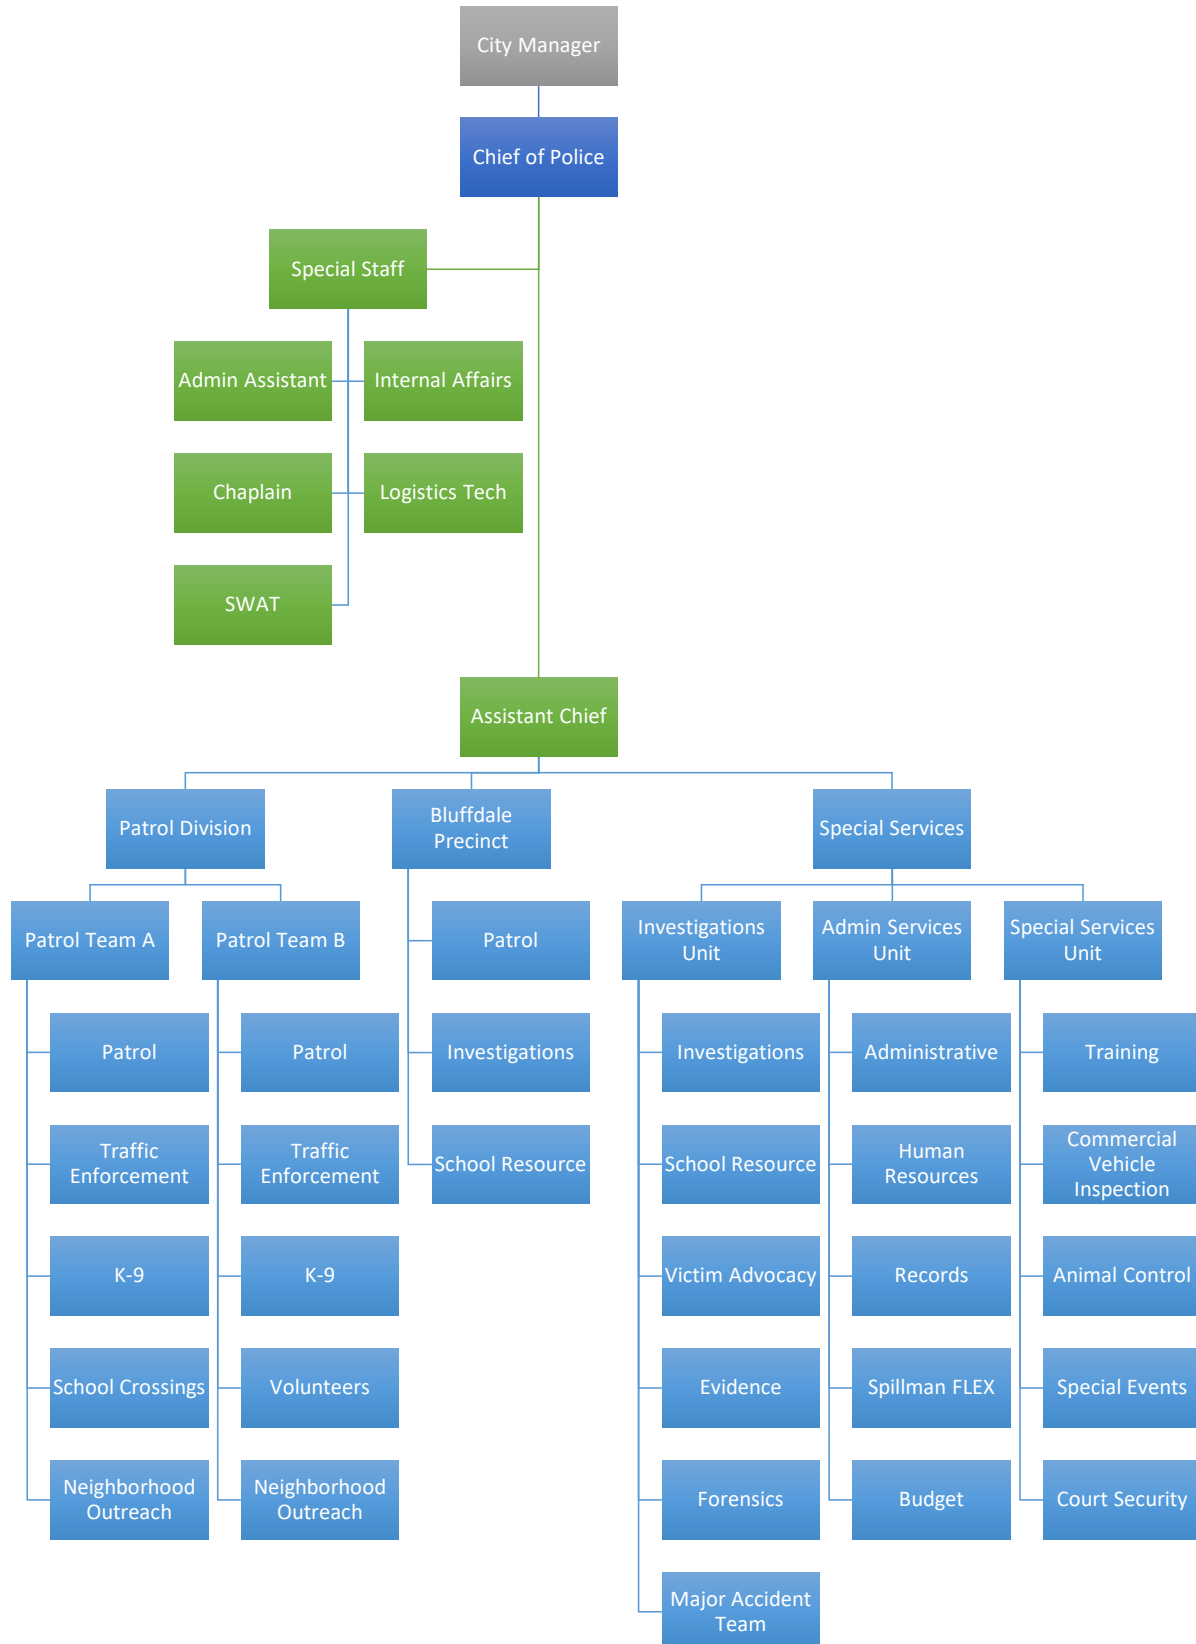 City Manager
Chief of Police
Special Staff
Admin Assistant
Internal Affairs
Chaplain
Logistics Tech
SWAT
Assistant Chief
Patrol Division
Bluffdale
Precinct
Special Services
Patrol Team A
Patrol Team B
Patrol
Investigations
Unit
Admin Services
Unit
Special Services
Unit
Patrol
Patrol
Investigations
Investigations
Administrative
Training
Traffic
Enforcement
Traffic
Enforcement
School Resource
School Resource
Human
Resources
Commercial
Vehicle
Inspection
K-9
K-9
Victim Advocacy
Records
Animal Control
School Crossings
Volunteers
Evidence
Spillman FLEX
Special Events
Neighborhood
Outreach
Neighborhood
Outreach
Forensics
Budget
Court Security
Major Accident
Team